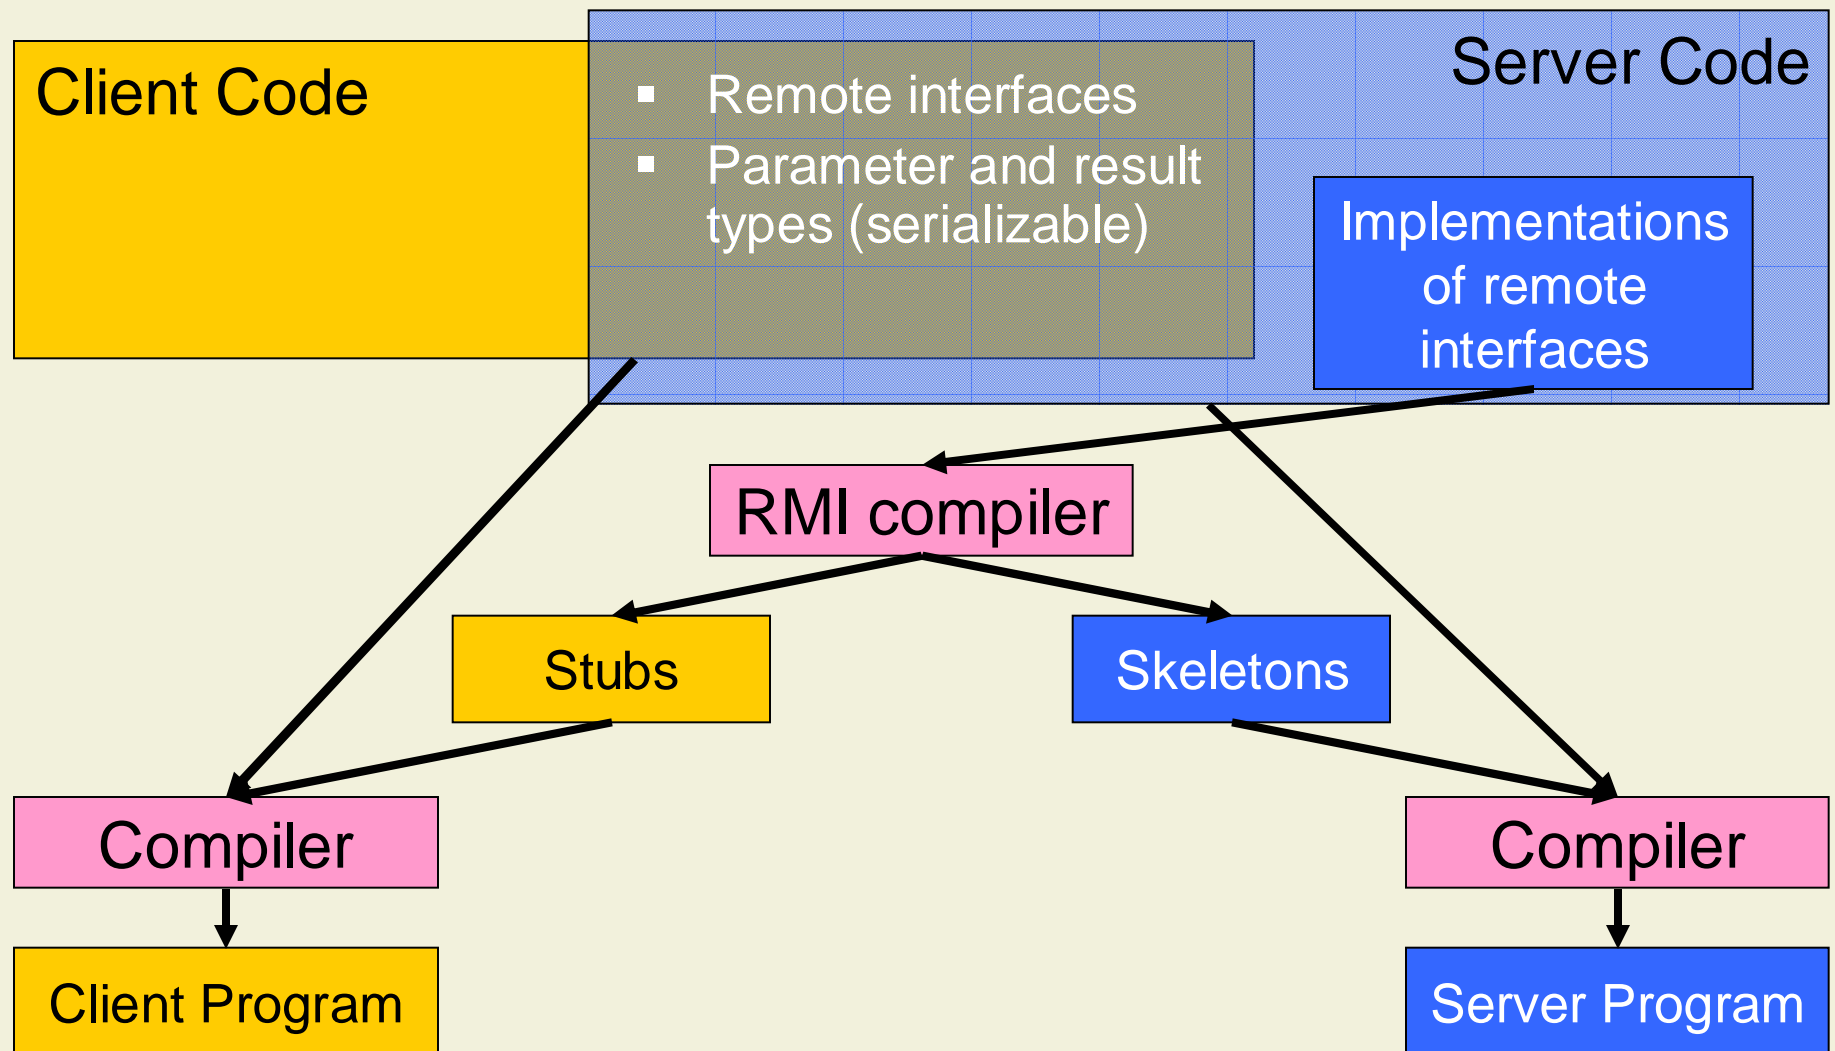 Client Code
▪ Remote interfaces
▪ Parameter and result
types (serializable)
Server Code
Implementations
of remote
interfaces
RMI compiler
Stubs
Skeletons
Compiler
Compiler
Client Program
Server Program